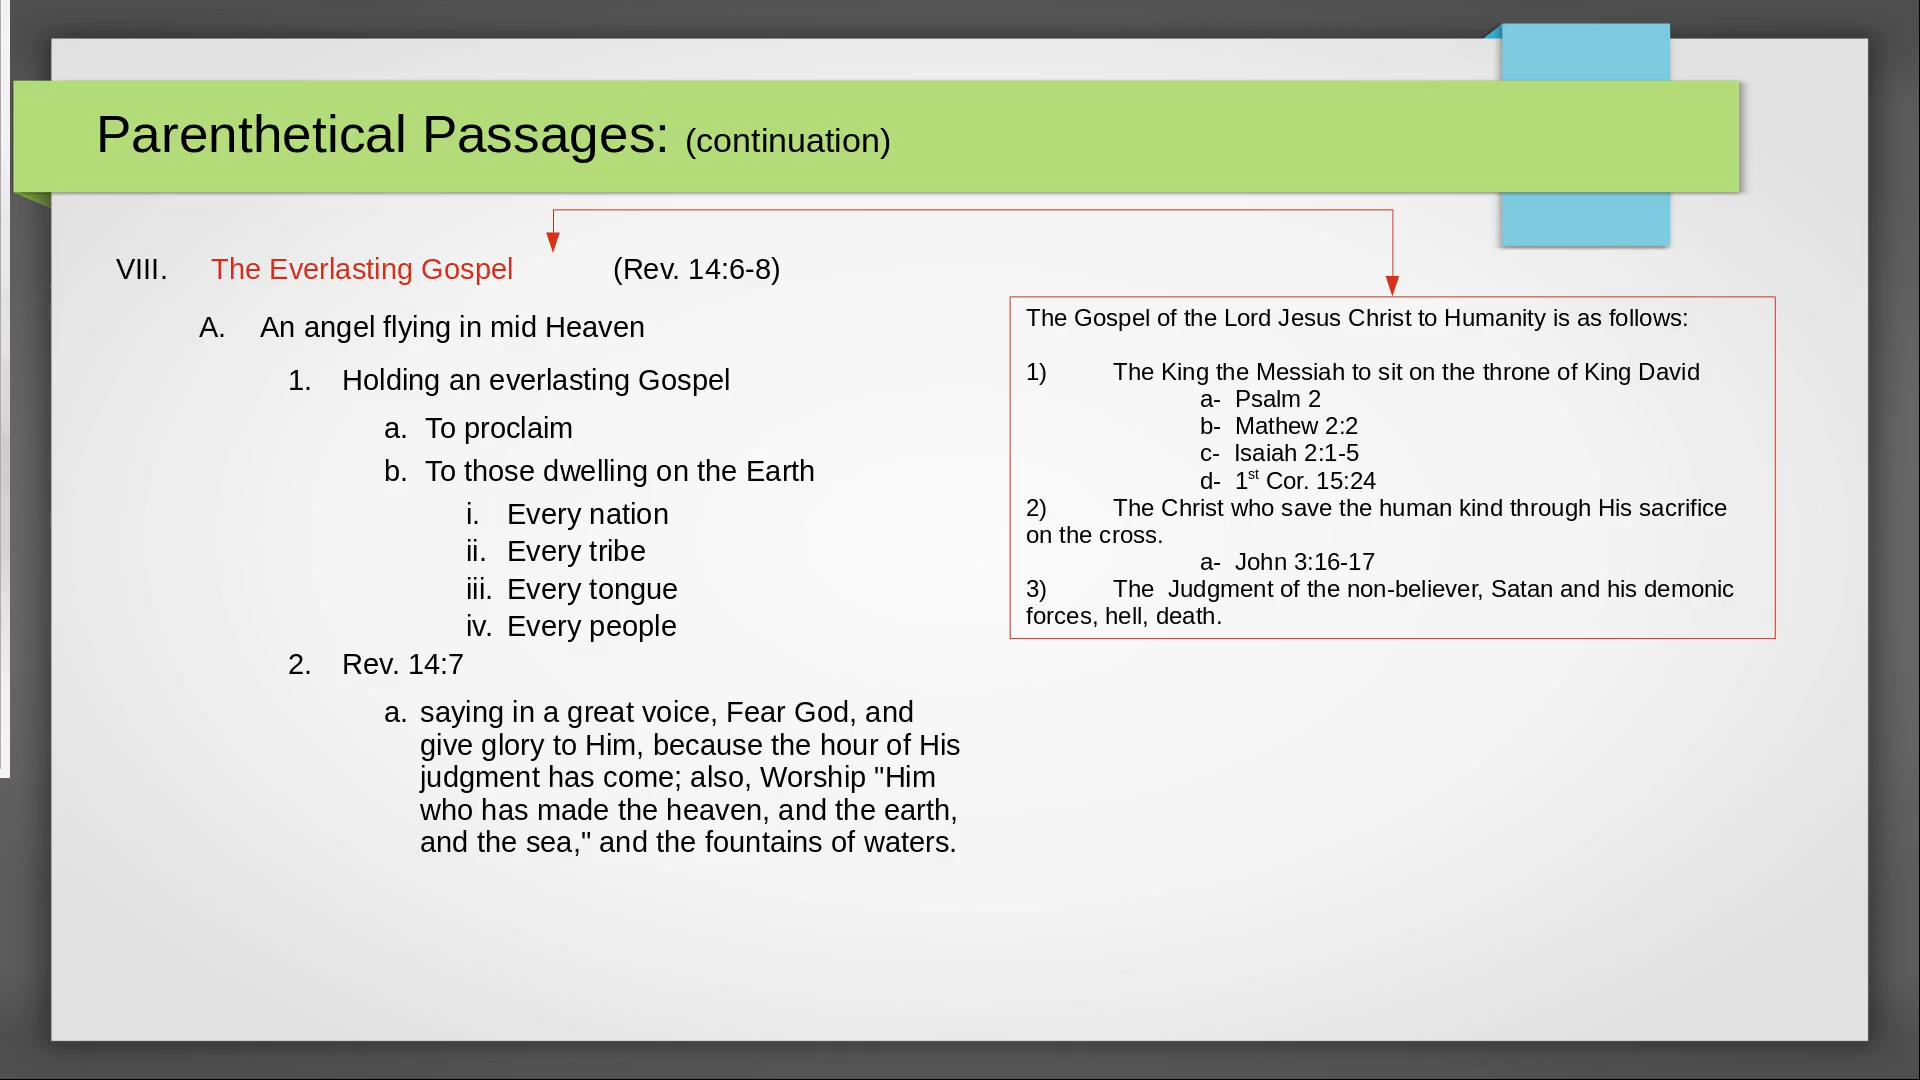 Parenthetical Passages: (continuation)
VIII. The Everlasting Gospel (Rev. 14:6-8)
A. An angel flying in mid Heaven
1. Holding an everlasting Gospel
a. To proclaim
b. To those dwelling on the Earth
i. Every nation
ii. Every tribe
iii. Every tongue
iv. Every people
2. Rev. 14:7
a. saying in a great voice, Fear God, and
give glory to Him, because the hour of His
judgment has come; also, Worship "Him
who has made the heaven, and the earth,
and the sea," and the fountains of waters.
The Gospel of the Lord Jesus Christ to Humanity is as follows:
1) The King the Messiah to sit on the throne of King David
a- Psalm 2
b- Mathew 2:2
c- Isaiah 2:1-5
d- 1st Cor. 15:24
2) The Christ who save the human kind through His sacrifice
on the cross.
a- John 3:16-17
3) The Judgment of the non-believer, Satan and his demonic
forces, hell, death.